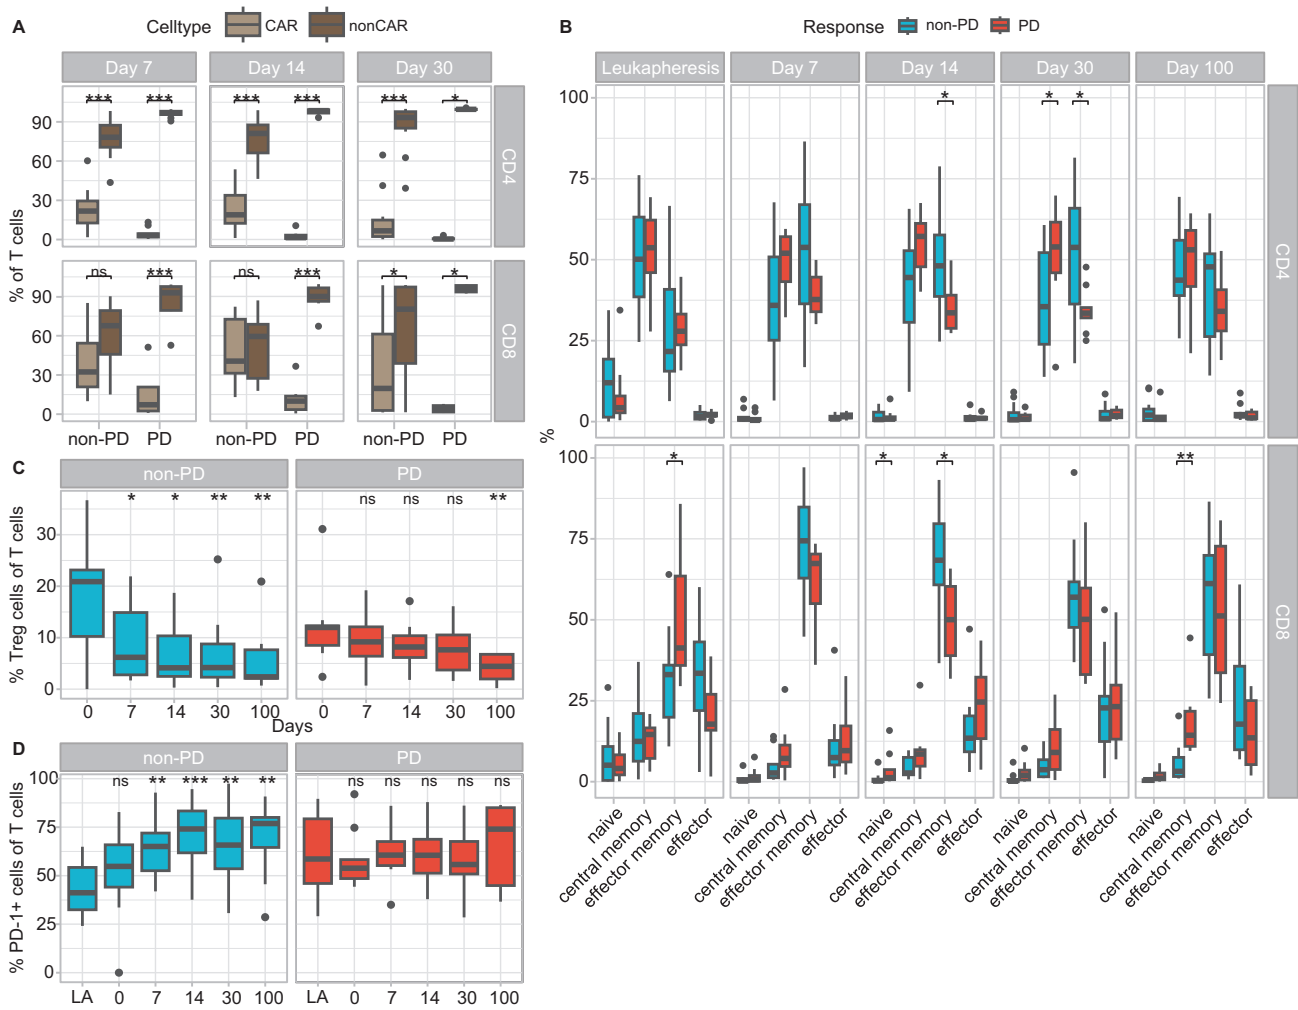 A
Celltype CAR nonCAR
Day 7 Day 14 Day 30
*** *** *** *** *** *
90
60
30
0
CD4
ns *** ns *** * *
90
60
30
0
CD8
% of T cells
non-PD PD non-PD PD non-PD PD
B
Response non-PD PD
Leukapheresis Day 7 Day 14 Day 30 Day 100
* * *
100
75
50
25
0
CD4
%
* * * **
100
75
50
25
0
CD8
naive central memory effector memory effector naive central memory effector memory effector naive central memory effector memory effector naive central memory effector memory effector naive central memory effector memory effector
C
non-PD PD
* * ** ** ns ns ns **
30
20
10
0
% Treg cells of T cells
0 7 14 30 100 0 7 14 30 100
Days
D
non-PD PD
ns ** *** ** ** ns ns ns ns ns
100
75
50
25
0
% PD-1+ cells of T cells
LA 0 7 14 30 100 LA 0 7 14 30 100